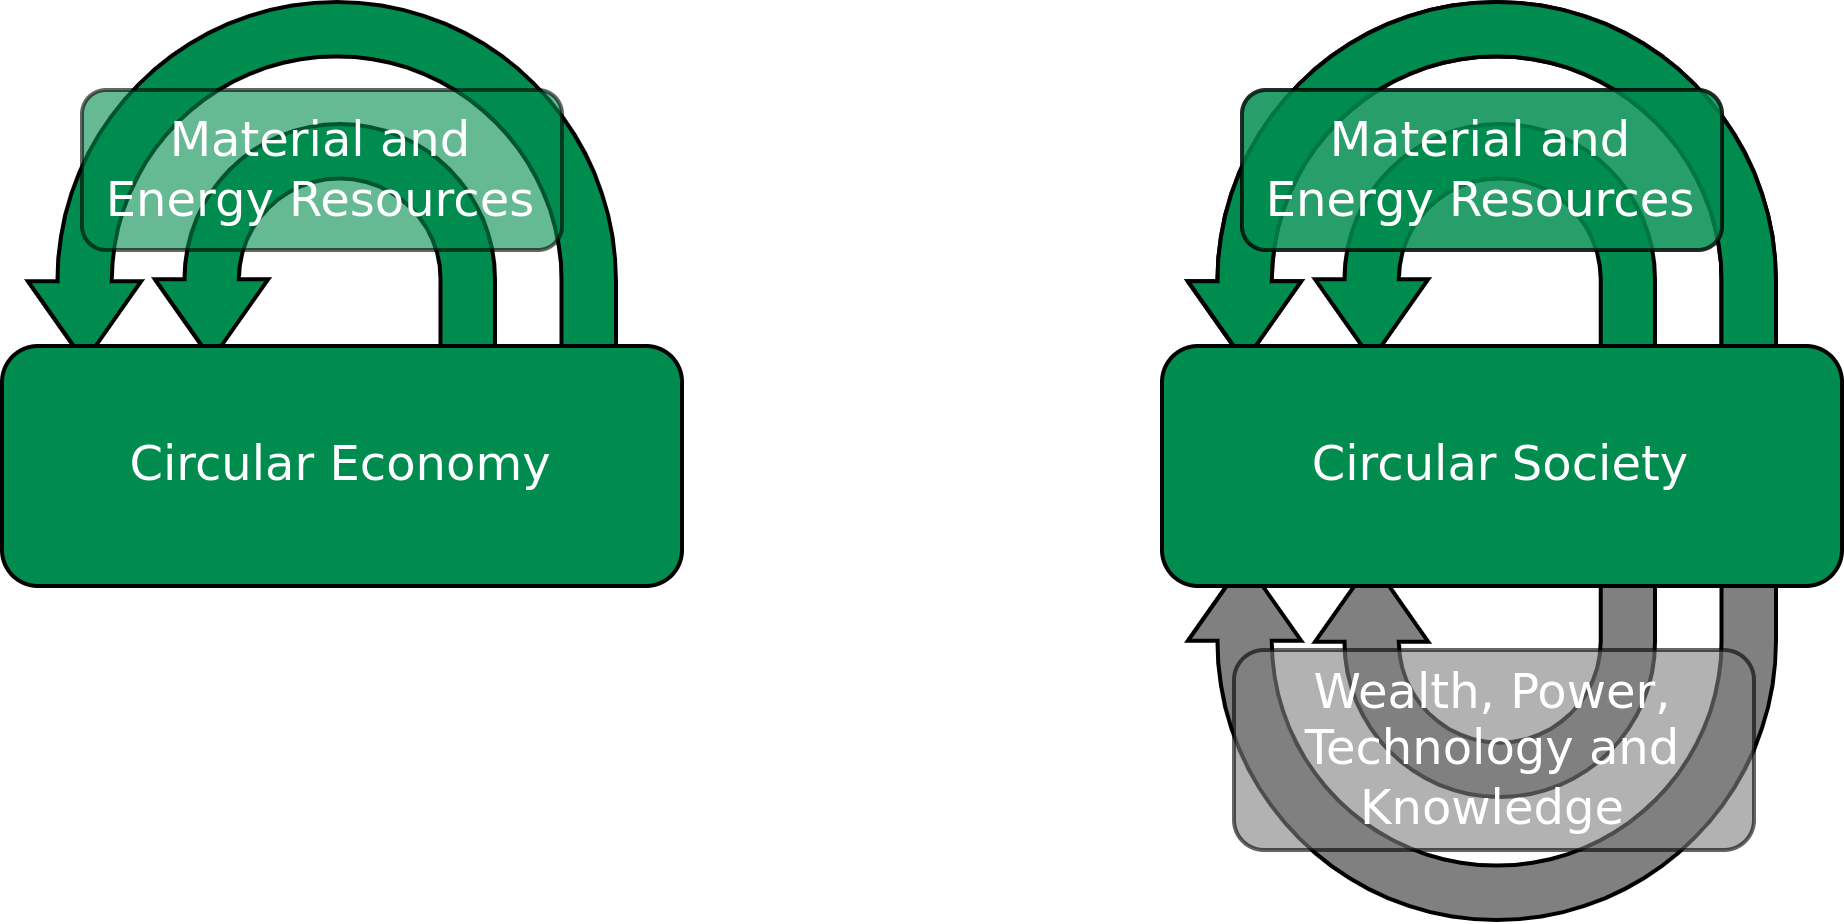 Material and
Energy Resources
Circular Economy
Material and
Energy Resources
Circular Society
Wealth, Power,
Technology and
Knowledge